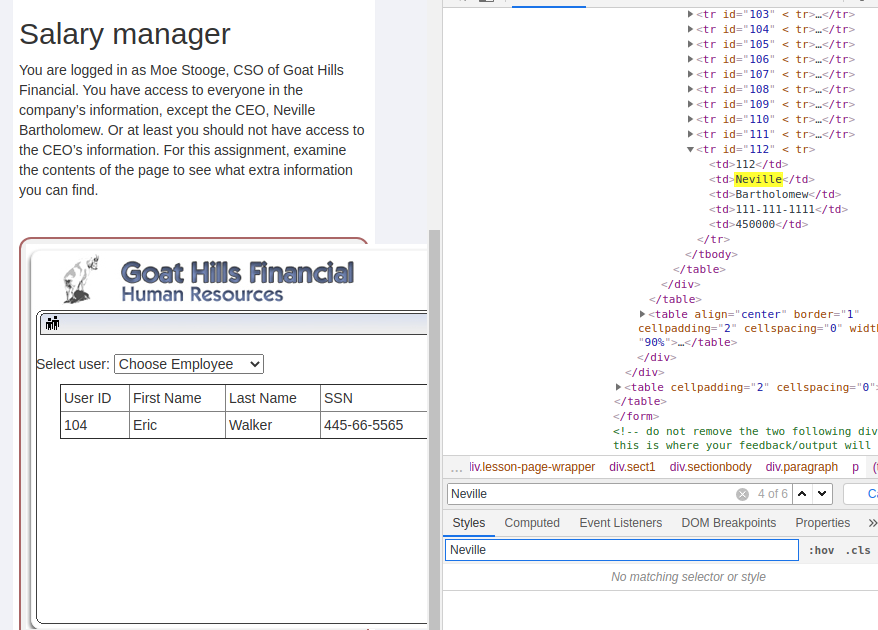 Salary manager
You are logged in as Moe Stooge, CSO of Goat Hills
Financial. You have access to everyone in the
company's information, except the CEO, Neville
Bartholomew. Or at least you should not have access to
the CEO's information. For this assignment, examine
the contents of the page to see what extra information
you can find.
Goat Hills Financial
Human Resources
Select user: Choose Employee
User ID First Name Last Name SSN
104 Eric Walker 445-66-5565
<tr id="103" < tr>…</tr>
<tr id="104" < tr>…</tr>
<tr id="105" < tr>…</tr>
<tr id="106" < tr>…</tr>
<tr id="107" < tr>…</tr>
<tr id="108" < tr>…</tr>
<tr id="109" < tr>…</tr>
<tr id="110" < tr>…</tr>
<tr id="111" < tr>…</tr>
<tr id="112" < tr>
<td>112</td>
<td>Neville</td>
<td>Bartholomew</td>
<td>111-111-1111</td>
<td>450000</td>
</tr>
</tbody>
</table>
</div>
</table>
<table align="center" border="1"
cellpadding="2" cellspacing="0" widt
"90%">…</table>
</div>
</div>
<table cellpadding="2" cellspacing="0"
</table>
</form>
<!-- do not remove the two following div
this is where your feedback/output will
… div.lesson-page-wrapper div.sect1 div.sectionbody div.paragraph p (t
Neville 4 of 6 Ca
Styles Computed Event Listeners DOM Breakpoints Properties »
Neville :hov .cls
No matching selector or style